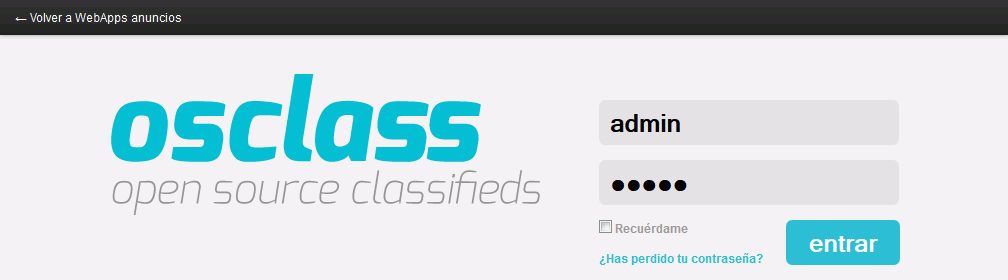 ← Volver a WebApps anuncios
osclass
open source classifieds
admin
●●●●●
Recuérdame
entrar
¿Has perdido tu contraseña?